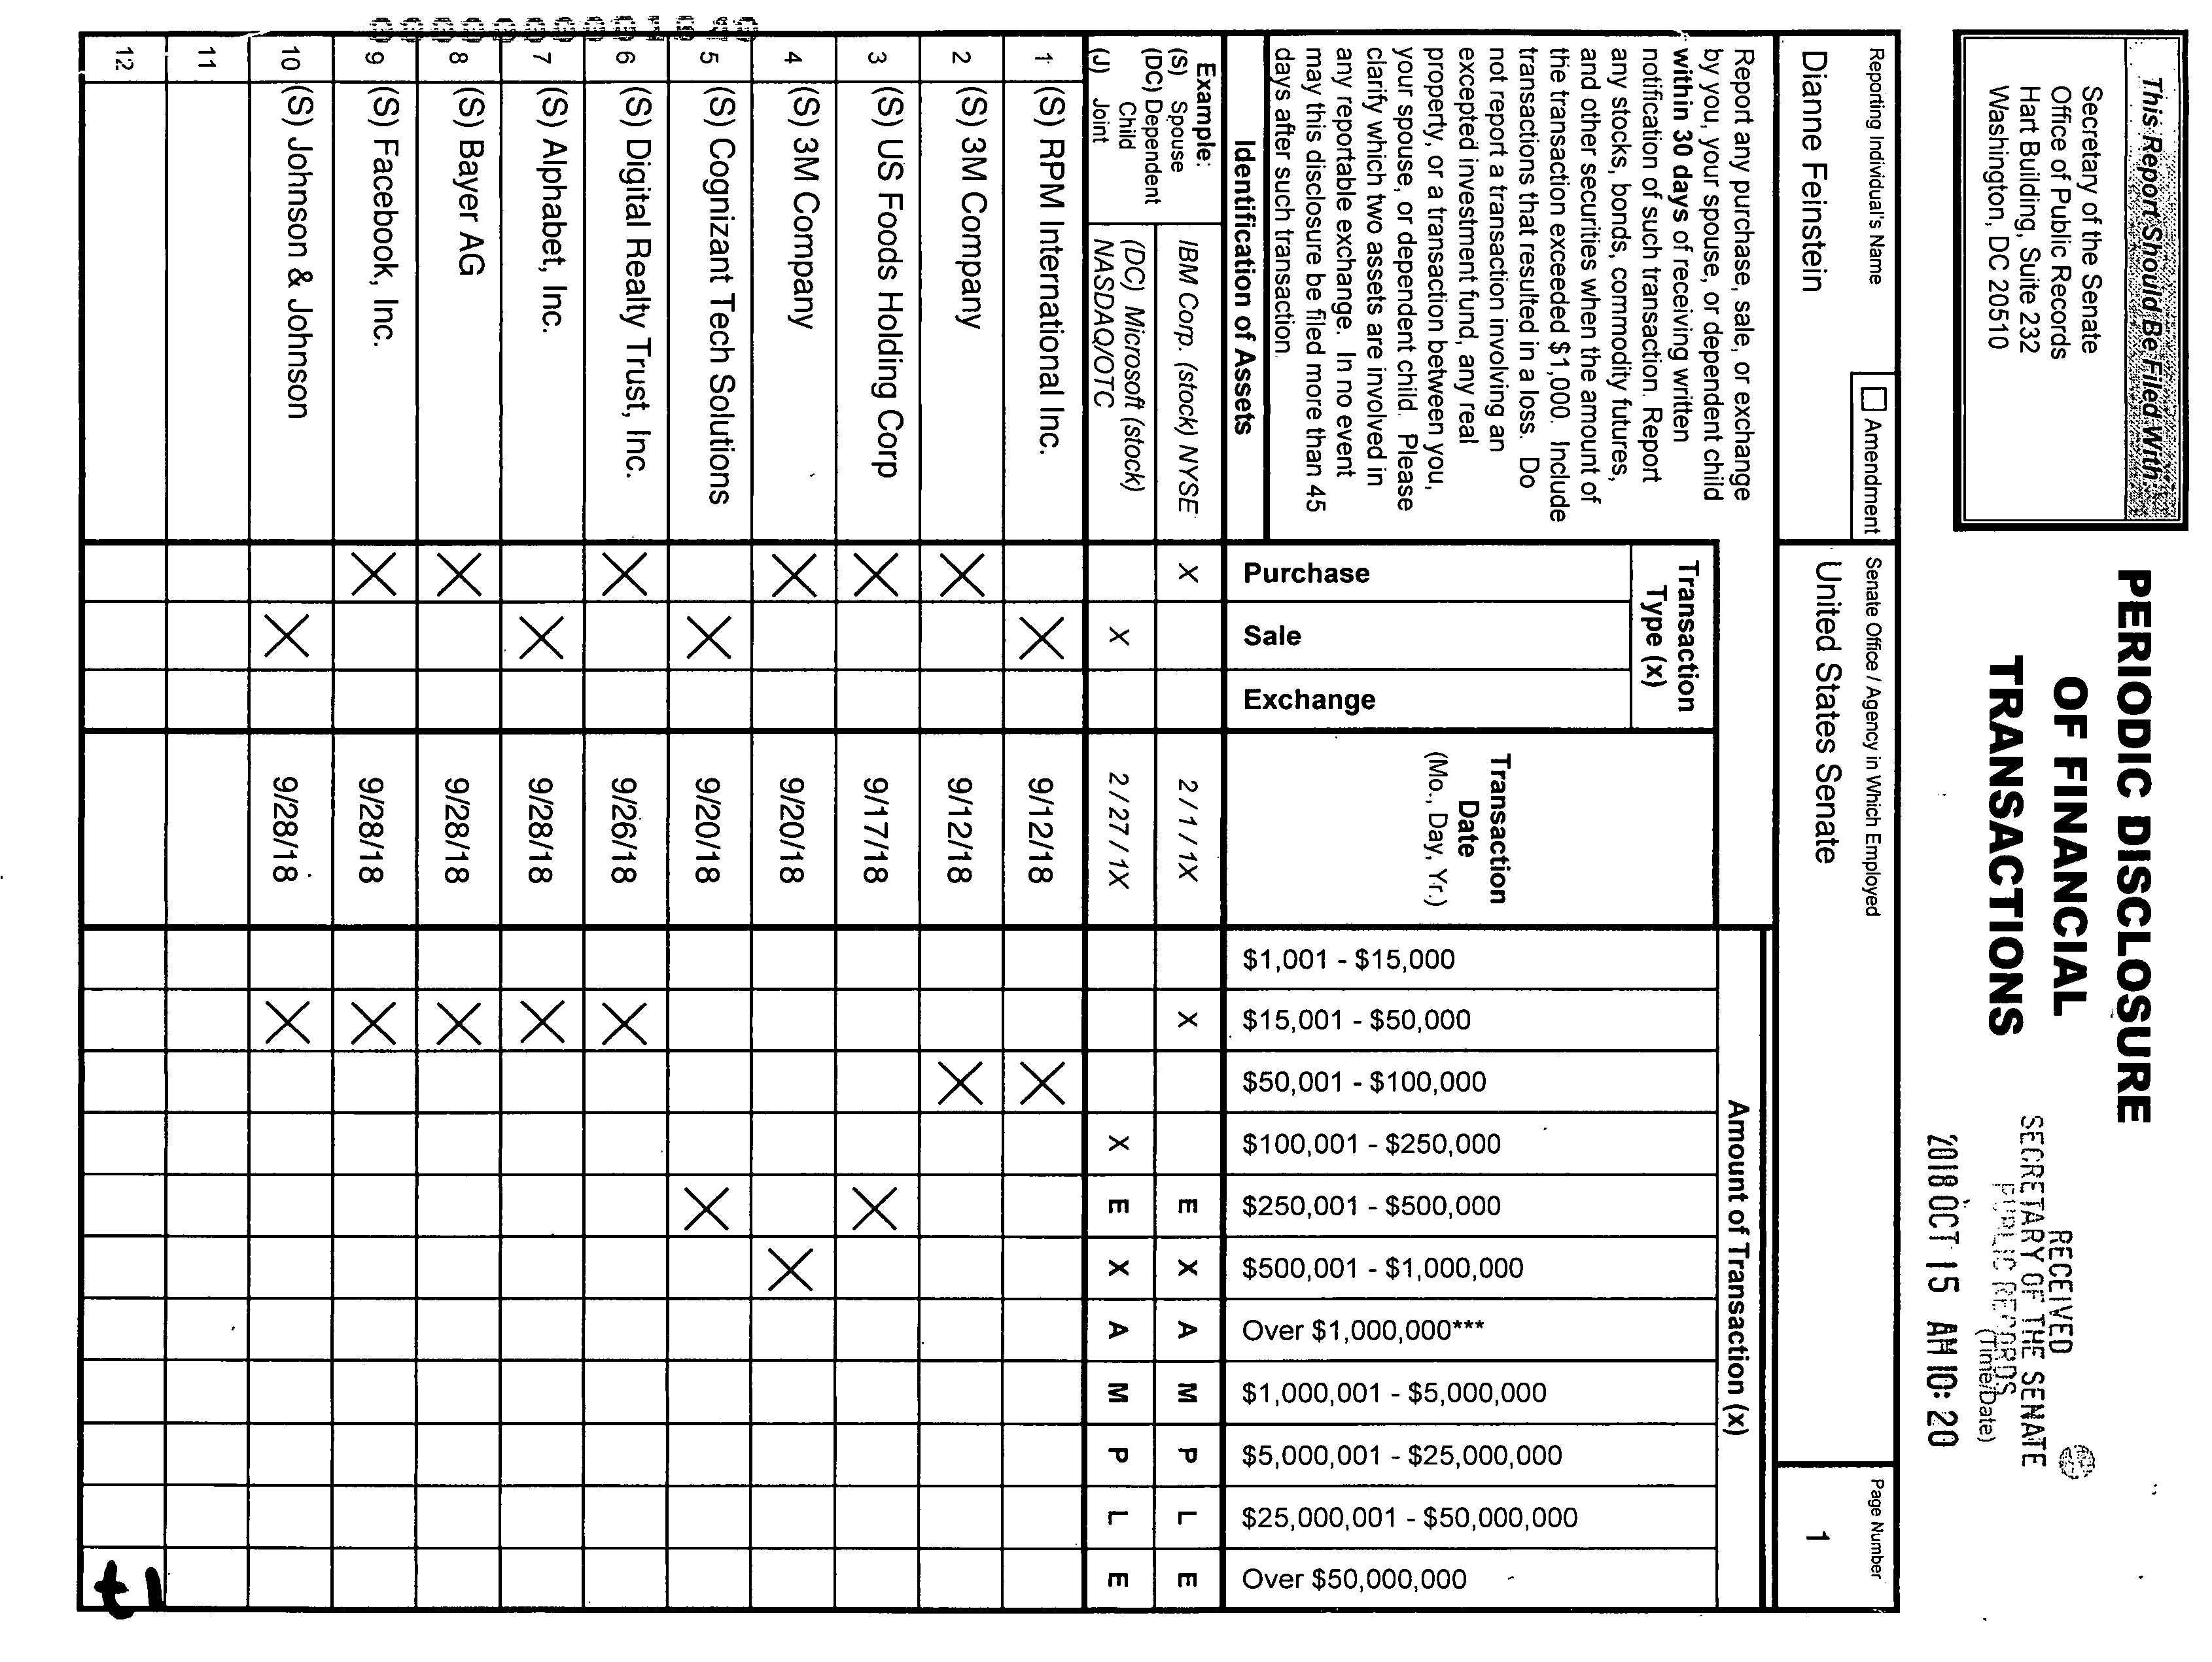 This Report Should Be Filed With:
Secretary of the Senate
Office of Public Records
Hart Building, Suite 232
Washington, DC 20510
PERIODIC DISCLOSURE
OF FINANCIAL
TRANSACTIONS
RECEIVED
SECRETARY OF THE SENATE
PUBLIC RECORDS
(Time/Date)
2018 OCT 15 AM 10: 20
Reporting Individual's Name
Amendment
Senate Office / Agency in Which Employed
Page Number
Dianne Feinstein
United States Senate
1
Report any purchase, sale, or exchange
by you, your spouse, or dependent child
within 30 days of receiving written
notification of such transaction. Report
any stocks, bonds, commodity futures,
and other securities when the amount of
the transaction exceeded $1,000. Include
transactions that resulted in a loss. Do
not report a transaction involving an
excepted investment fund, any real
property, or a transaction between you,
your spouse, or dependent child. Please
clarify which two assets are involved in
any reportable exchange. In no event
may this disclosure be filed more than 45
days after such transaction.
Identification of Assets
Transaction
Type (x)
Purchase
Sale
Exchange
Transaction
Date
(Mo., Day, Yr.)
Amount of Transaction (x)
$1,001 - $15,000
$15,001 - $50,000
$50,001 - $100,000
$100,001 - $250,000
$250,001 - $500,000
$500,001 - $1,000,000
Over $1,000,000***
$1,000,001 - $5,000,000
$5,000,001 - $25,000,000
$25,000,001 - $50,000,000
Over $50,000,000
Example:
(S) Spouse
(DC) Dependent
Child
(J) Joint
IBM Corp. (stock) NYSE X 2 / 1 / 1X X E X A M P L E
(DC) Microsoft (stock)
NASDAQ/OTC X 2 / 27 / 1X X E X A M P L E
1 (S) RPM International Inc. X 9/12/18 X
2 (S) 3M Company X 9/12/18 X
3 (S) US Foods Holding Corp X 9/17/18 X
4 (S) 3M Company X 9/20/18 X
5 (S) Cognizant Tech Solutions X 9/20/18 X
6 (S) Digital Realty Trust, Inc. X 9/26/18 X
7 (S) Alphabet, Inc. X 9/28/18 X
8 (S) Bayer AG X 9/28/18 X
9 (S) Facebook, Inc. X 9/28/18 X
10 (S) Johnson & Johnson X 9/28/18 X
11
12